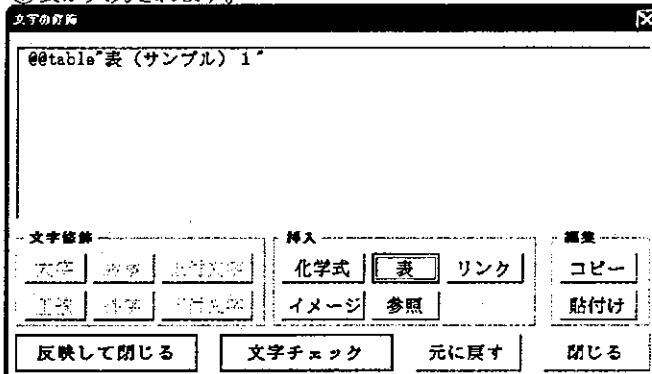 文字の修飾
@@table"表（サンプル）１"
文字修飾
挿入
編集
化学式 表 リンク コピー
イメージ 参照 貼付け
反映して閉じる 文字チェック 元に戻す 閉じる